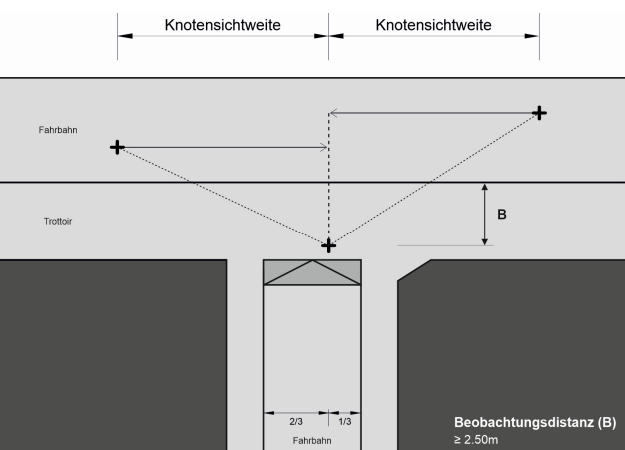 Knotensichtweite Knotensichtweite
Fahrbahn
Trottoir
B
2/3 1/3
Fahrbahn
Beobachtungsdistanz (B)
≥ 2.50m